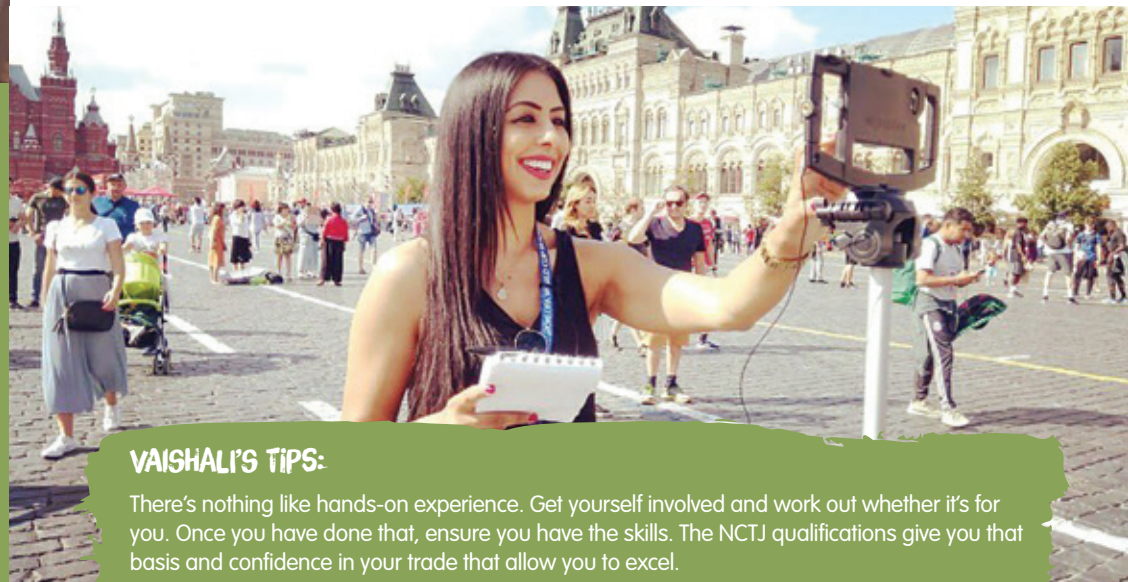 VAISHALI'S TIPS:
There's nothing like hands-on experience. Get yourself involved and work out whether it's for
you. Once you have done that, ensure you have the skills. The NCTJ qualifications give you that
basis and confidence in your trade that allow you to excel.